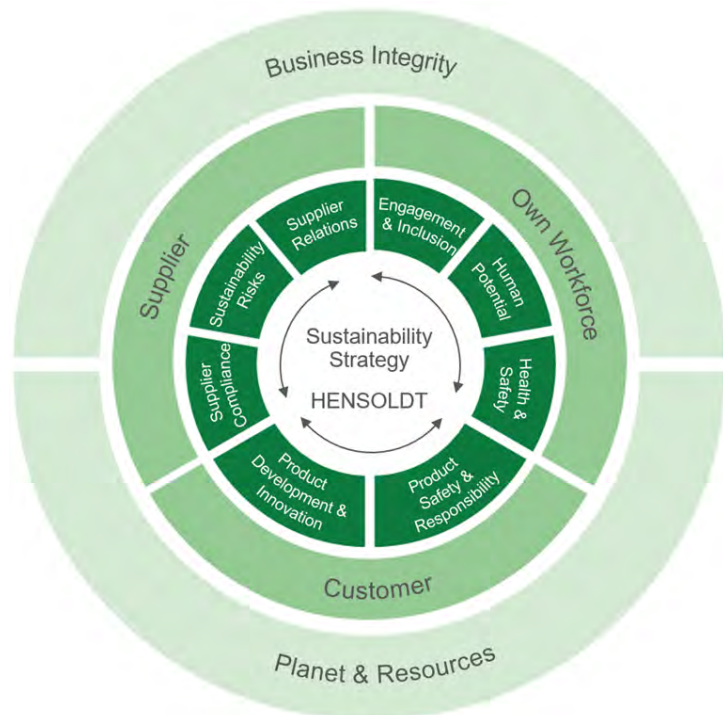 Business Integrity
Supplier
Own Workforce
Customer
Planet & Resources
Supplier
Relations
Engagement
& Inclusion
Sustainability
Risks
Human
Potential
Supplier
Compliance
Health &
Safety
Product
Development &
Innovation
Product
Safety &
Responsibility
Sustainability
Strategy
HENSOLDT